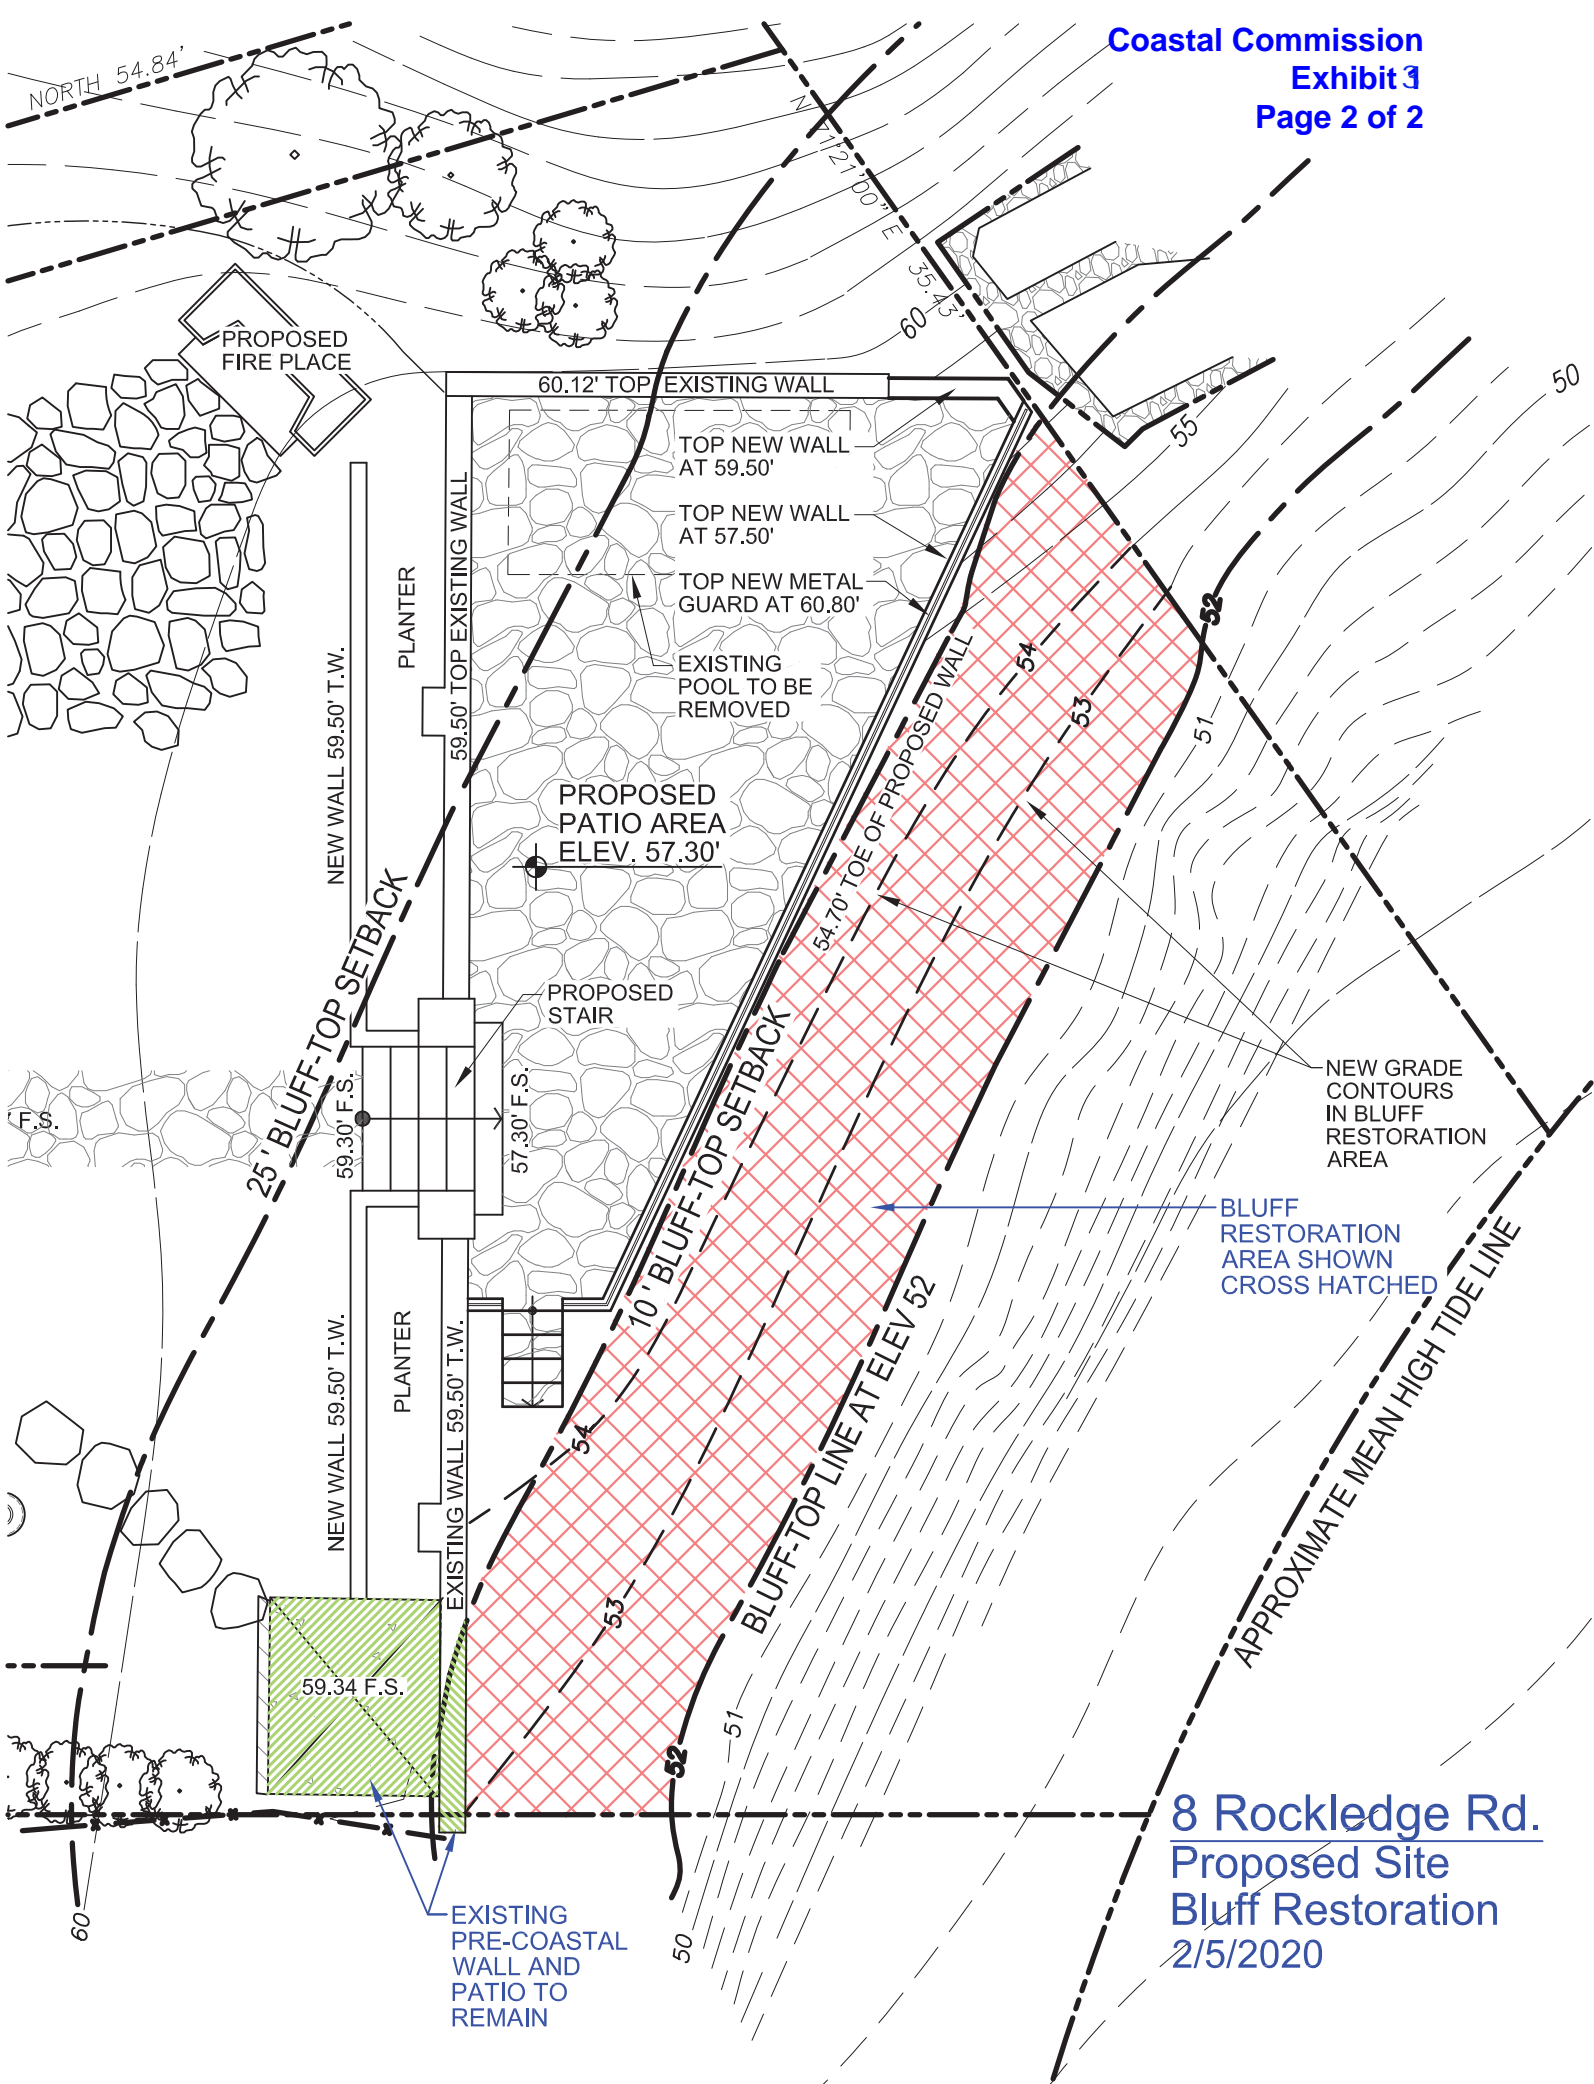 Coastal Commission
Exhibit
Page 2 of 2
NORTH 54.84'
N 71°21'00" E 35.43'
60
50
55
PROPOSED
FIRE PLACE
60.12' TOP EXISTING WALL
TOP NEW WALL
AT 59.50'
TOP NEW WALL
AT 57.50'
TOP NEW METAL
GUARD AT 60.80'
EXISTING
POOL TO BE
REMOVED
PLANTER
59.50' TOP EXISTING WALL
NEW WALL 59.50' T.W.
52
54
53
51
54.70' TOE OF PROPOSED WALL
PROPOSED
PATIO AREA
ELEV. 57.30'
25' BLUFF-TOP SETBACK
PROPOSED
STAIR
10' BLUFF-TOP SETBACK
F.S.
59.30' F.S.
57.30' F.S.
NEW GRADE
CONTOURS
IN BLUFF
RESTORATION
AREA
BLUFF
RESTORATION
AREA SHOWN
CROSS HATCHED
BLUFF-TOP LINE AT ELEV 52
APPROXIMATE MEAN HIGH TIDE LINE
NEW WALL 59.50' T.W.
PLANTER
EXISTING WALL 59.50' T.W.
54
53
59.34 F.S.
51
52
60
50
EXISTING
PRE-COASTAL
WALL AND
PATIO TO
REMAIN
8 Rockledge Rd.
Proposed Site
Bluff Restoration
2/5/2020